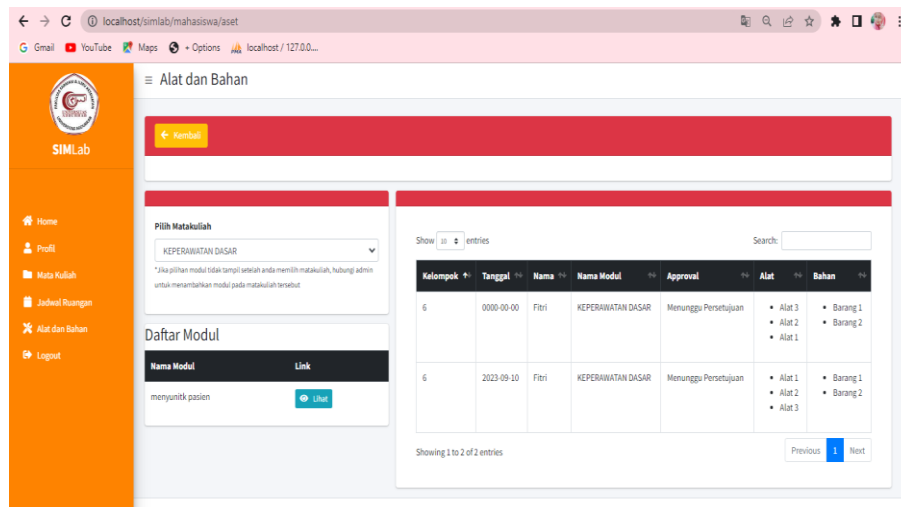 localhost/simlab/mahasiswa/aset
Gmail YouTube Maps + Options localhost / 127.0.0....
SIMLab
Home
Profil
Mata Kuliah
Jadwal Ruangan
Alat dan Bahan
Logout
Alat dan Bahan
Kembali
Pilih Matakuliah
KEPERAWATAN DASAR
*Jika pilihan modul tidak tampil setelah anda memilih matakuliah, hubungi admin
untuk menambahkan modul pada matakuliah tersebut
Daftar Modul
Nama Modul Link
menyunitk pasien Lihat
Show 10 entries Search:
Kelompok Tanggal Nama Nama Modul Approval Alat Bahan
6 0000-00-00 Fitri KEPERAWATAN DASAR Menunggu Persetujuan • Alat 3 • Barang 1
• Alat 2 • Barang 2
• Alat 1
6 2023-09-10 Fitri KEPERAWATAN DASAR Menunggu Persetujuan • Alat 1 • Barang 1
• Alat 2 • Barang 2
• Alat 3
Showing 1 to 2 of 2 entries Previous 1 Next